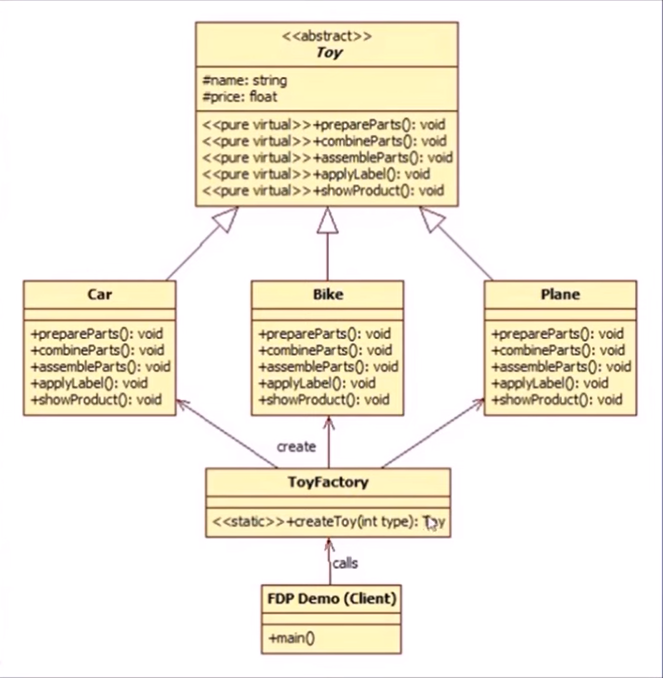 <<abstract>>
Toy
#name: string
#price: float
<<pure virtual>>+prepareParts(): void
<<pure virtual>>+combineParts(): void
<<pure virtual>>+assembleParts(): void
<<pure virtual>>+applyLabel(): void
<<pure virtual>>+showProduct(): void
Car
+prepareParts(): void
+combineParts(): void
+assembleParts(): void
+applyLabel(): void
+showProduct(): void
Bike
+prepareParts(): void
+combineParts(): void
+assembleParts(): void
+applyLabel(): void
+showProduct(): void
Plane
+prepareParts(): void
+combineParts(): void
+assembleParts(): void
+applyLabel(): void
+showProduct(): void
create
ToyFactory
<<static>>+createToy(int type): Toy
calls
FDP Demo (Client)
+main()